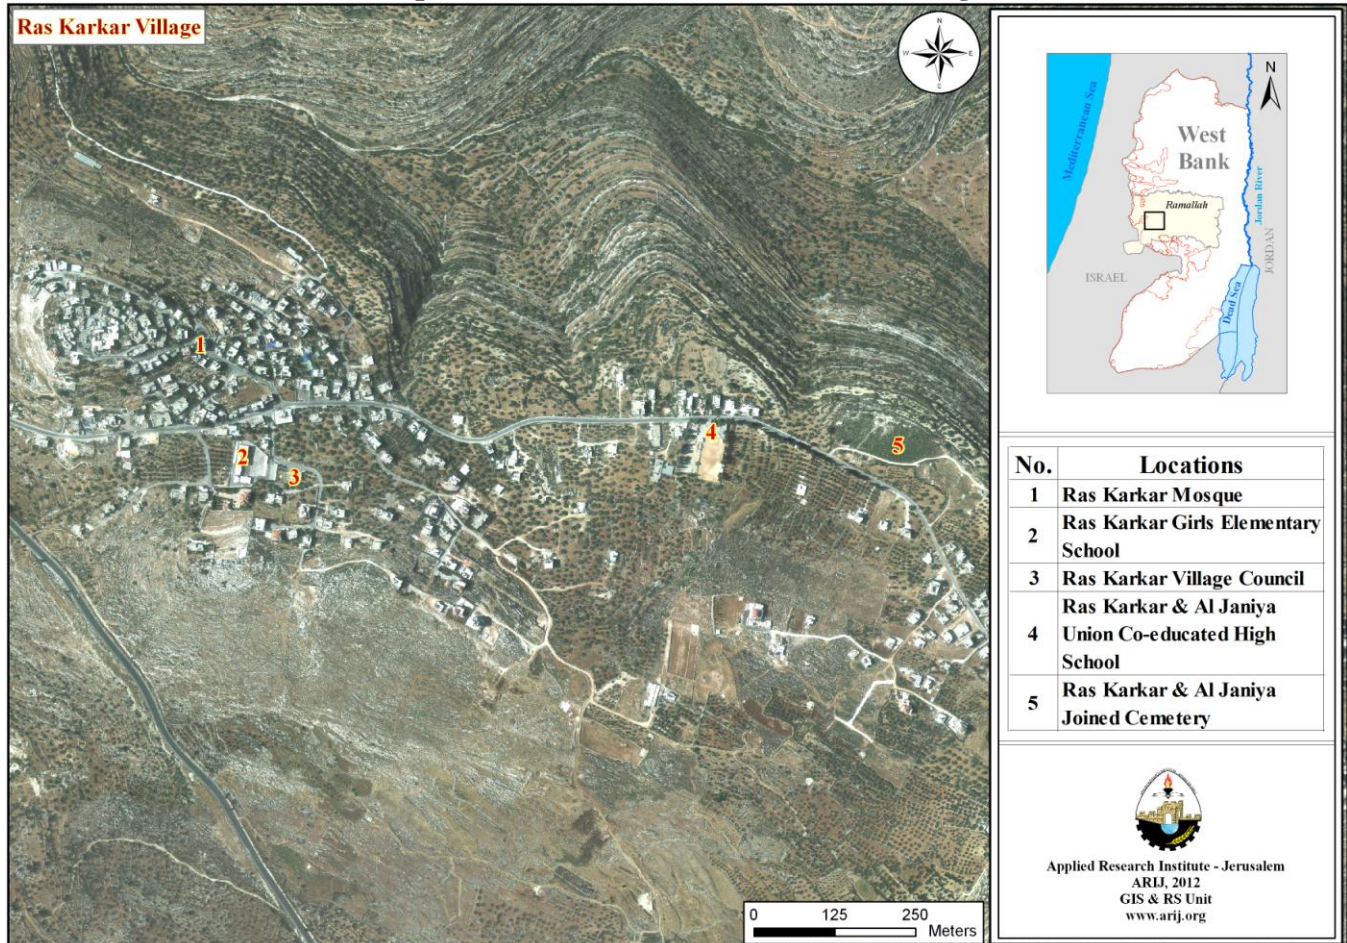 Ras Karkar Village
N
W
E
S
1
2
3
4
5
0 125 250
Meters
N
Mediterranean Sea
West
Bank
Ramallah
Jordan River
JORDAN
ISRAEL
Dead Sea
No. Locations
1 Ras Karkar Mosque
2 Ras Karkar Girls Elementary
School
3 Ras Karkar Village Council
4 Ras Karkar & Al Janiya
Union Co-educated High
School
5 Ras Karkar & Al Janiya
Joined Cemetery
Applied Research Institute - Jerusalem
ARIJ, 2012
GIS & RS Unit
www.arij.org